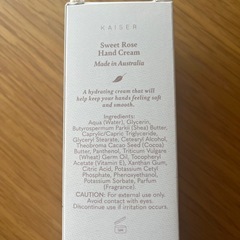 KAISER
Sweet Rose
Hand Cream
Made in Australia
A hydrating cream that will
help keep your hands feeling soft
and smooth.
Ingredients:
Aqua (Water), Glycerin,
Butyrospermum Parkii (Shea) Butter,
Caprylic/Capric Triglyceride,
Glyceryl Stearate, Cetearyl Alcohol,
Theobroma Cacao Seed (Cocoa)
Butter, Panthenol, Triticum Vulgare
(Wheat) Germ Oil, Tocopheryl
Acetate (Vitamin E), Xanthan Gum,
Citric Acid, Potassium Cetyl
Phosphate, Phenoxyethanol,
Potassium Sorbate, Parfum
(Fragrance).
CAUTION: For external use only.
Avoid contact with eyes.
Discontinue use if irritation occurs.